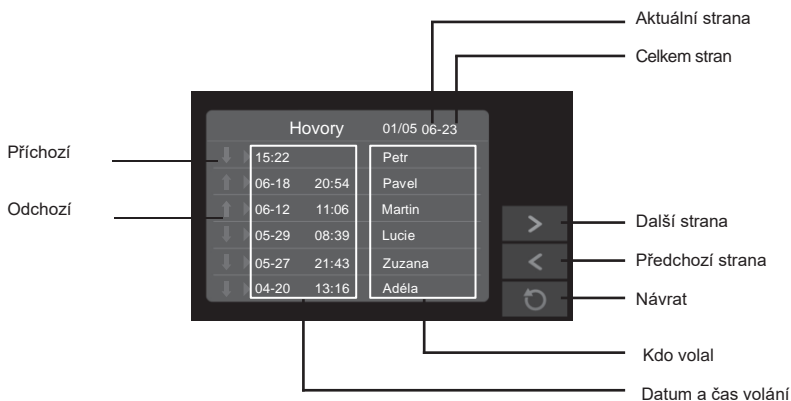 Aktuální strana
Celkem stran
Hovory 01/05 06-23
Příchozí
15:22 Petr
06-18 20:54 Pavel
Odchozí
06-12 11:06 Martin
05-29 08:39 Lucie
05-27 21:43 Zuzana
04-20 13:16 Adéla
Další strana
Předchozí strana
Návrat
Kdo volal
Datum a čas volání